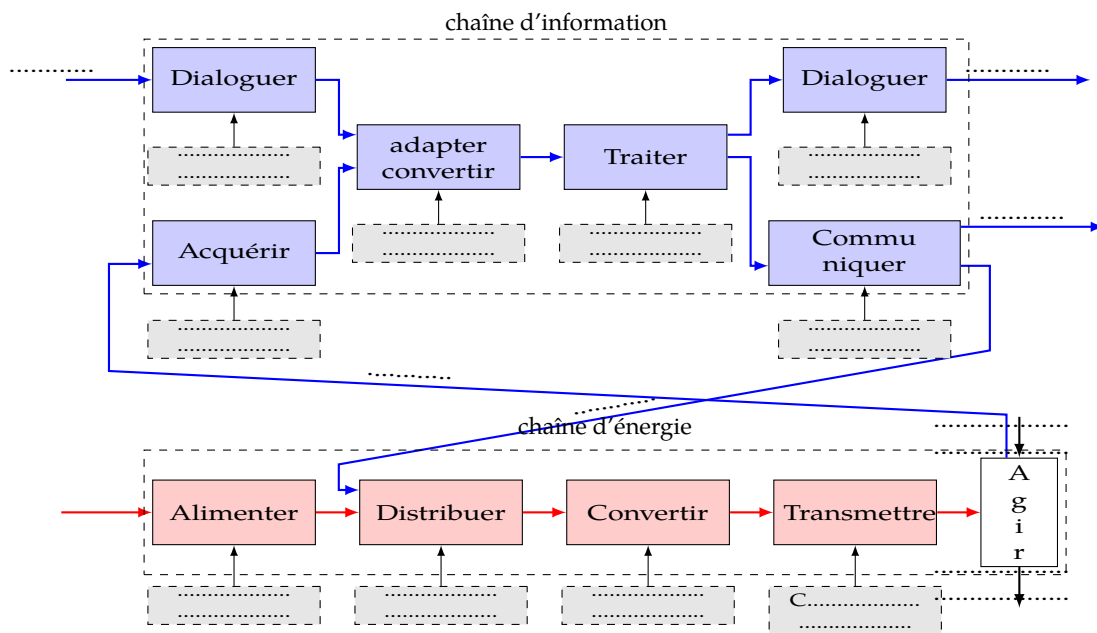 chaîne d'information
Dialoguer
Dialoguer
adapter
convertir
Traiter
Acquérir
Commu
niquer
chaîne d'énergie
Alimenter
Distribuer
Convertir
Transmettre
A
g
i
r
C....................